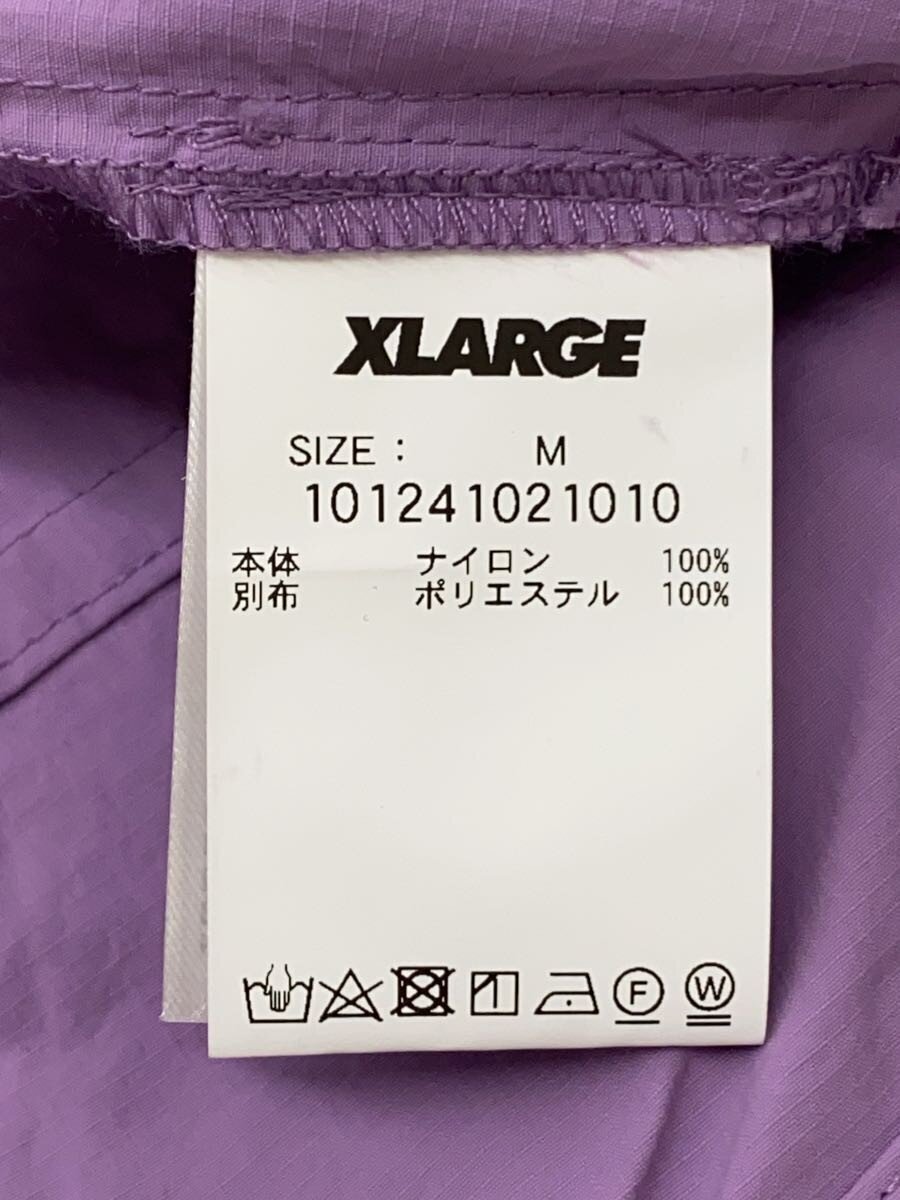 XLARGE
SIZE : M
101241021010
本体 ナイロン 100%
別布 ポリエステル 100%
F W